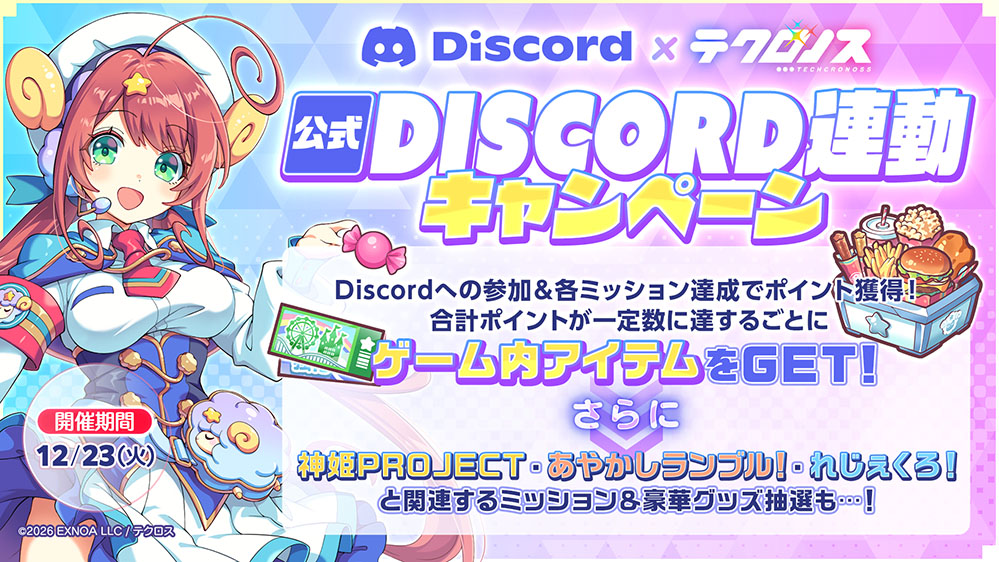 Discord × テクロノス
TECHCRONOSS
公式 DISCORD連動
キャンペーン
Discordへの参加&各ミッション達成でポイント獲得!
合計ポイントが一定数に達するごとに
ゲーム内アイテムをGET!
さらに
神姫PROJECT・あやかしランブル!・れじぇくろ!
と関連するミッション&豪華グッズ抽選も…!
開催期間
12/23(火)
©2026 EXNOA LLC / テクロス